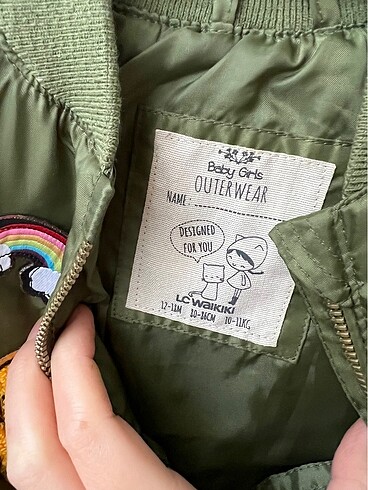 Baby Girls
OUTERWEAR
NAME:
DESIGNED
FOR YOU
LC WAIKIKI
12-18M 80-86CM 10-11KG